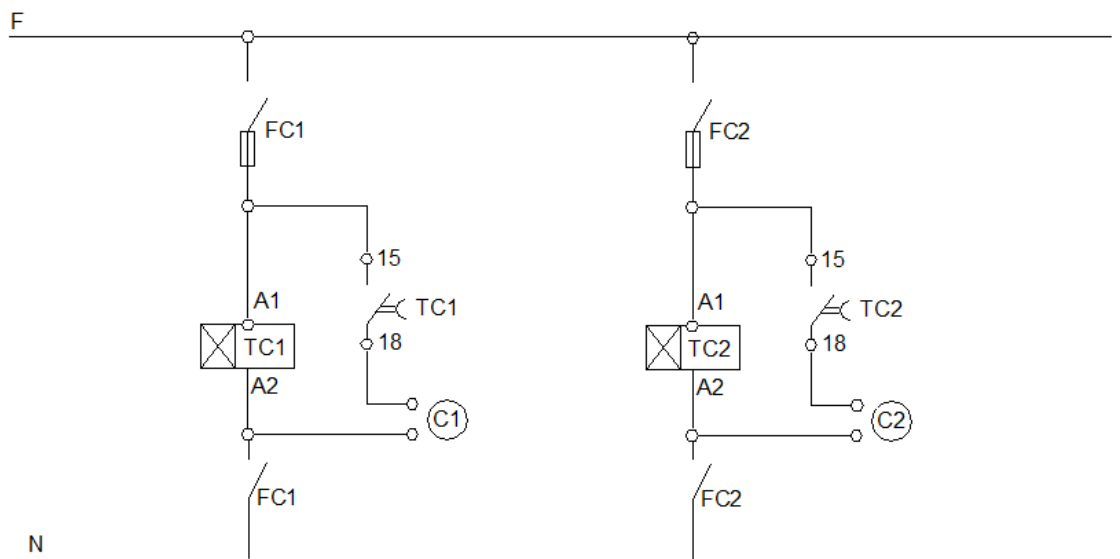 F
FC1 FC2
15 15
A1 A1
TC1 TC2
TC1 TC2
18 18
A2 A2
C1 C2
FC1 FC2
N